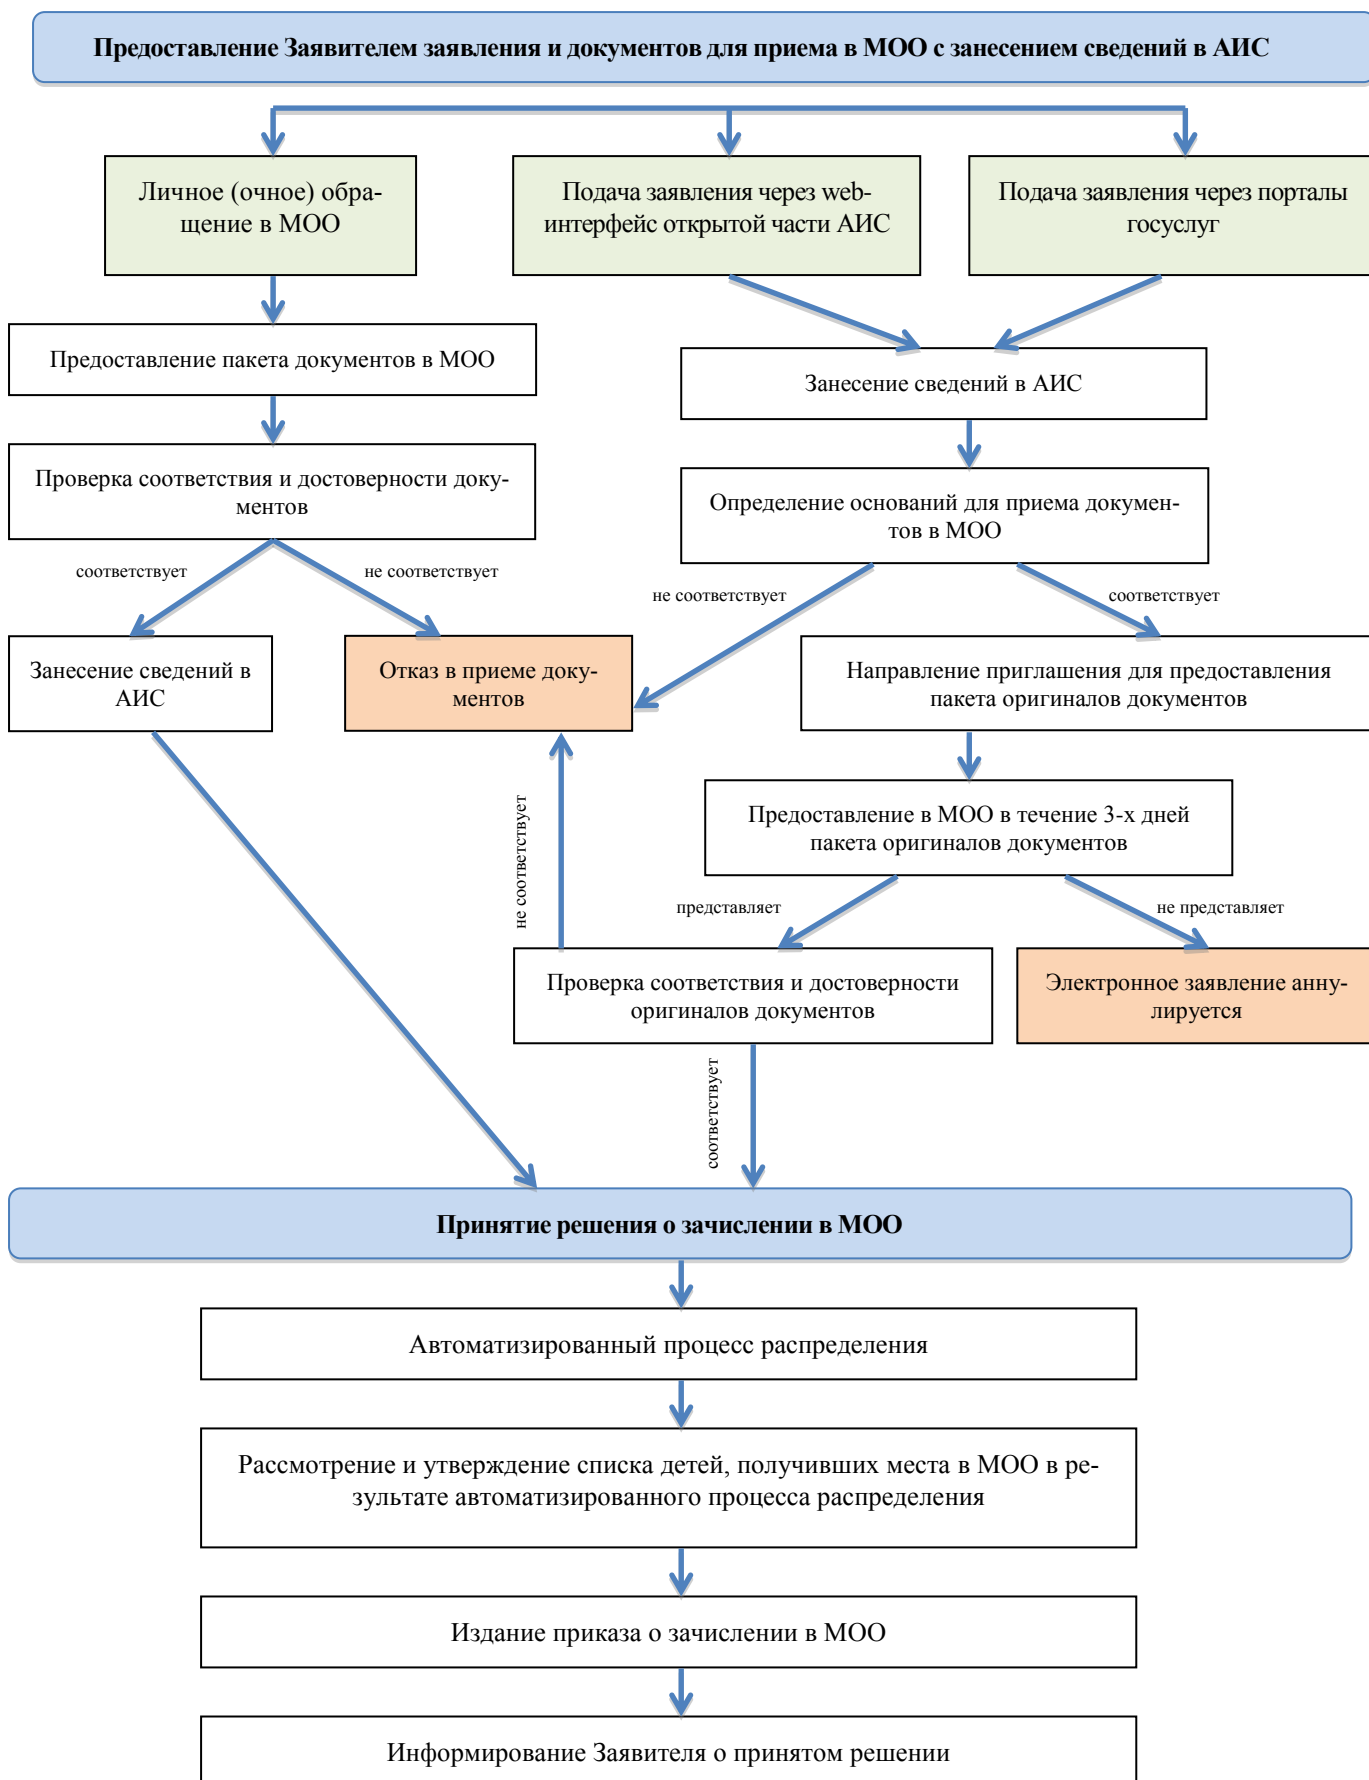 Предоставление Заявителем заявления и документов для приема в МОО с занесением сведений в АИС
Личное (очное) обра-
щение в МОО
Подача заявления через web-
интерфейс открытой части АИС
Подача заявления через порталы
госуслуг
Предоставление пакета документов в МОО
Занесение сведений в АИС
Проверка соответствия и достоверности доку-
ментов
Определение оснований для приема докумен-
тов в МОО
соответствует
не соответствует
не соответствует
соответствует
Занесение сведений в
АИС
Отказ в приеме доку-
ментов
Направление приглашения для предоставления
пакета оригиналов документов
Предоставление в МОО в течение 3-х дней
пакета оригиналов документов
не соответствует
представляет
не представляет
Проверка соответствия и достоверности
оригиналов документов
Электронное заявление анну-
лируется
соответствует
Принятие решения о зачислении в МОО
Автоматизированный процесс распределения
Рассмотрение и утверждение списка детей, получивших места в МОО в ре-
зультате автоматизированного процесса распределения
Издание приказа о зачислении в МОО
Информирование Заявителя о принятом решении